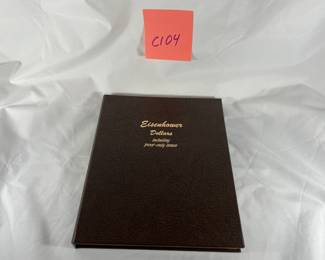 C104
Eisenhower
Dollars
including
proof-only issues